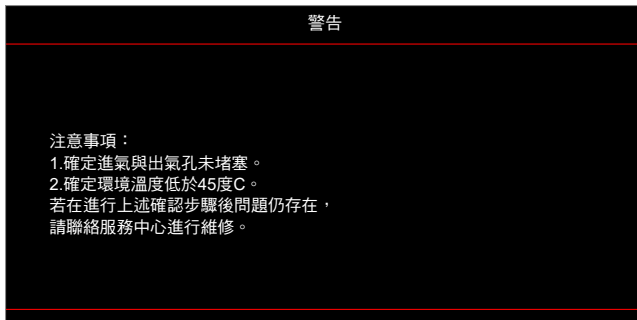 警告
注意事項：
1.確定進氣與出氣孔未堵塞。
2.確定環境溫度低於45度C。
若在進行上述確認步驟後問題仍存在，
請聯絡服務中心進行維修。